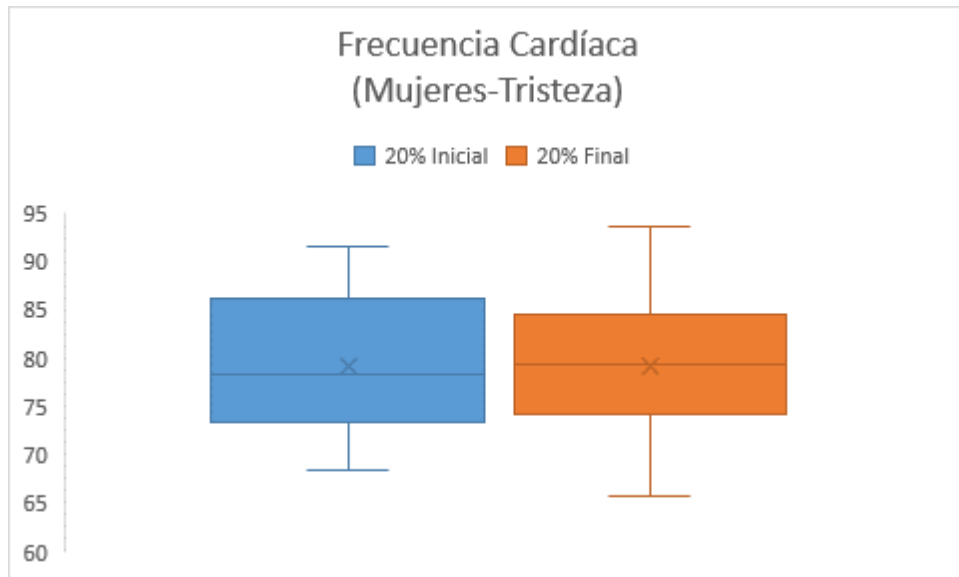 Frecuencia Cardíaca
(Mujeres-Tristeza)
20% Inicial 20% Final
95
90
85
80
75
70
65
60